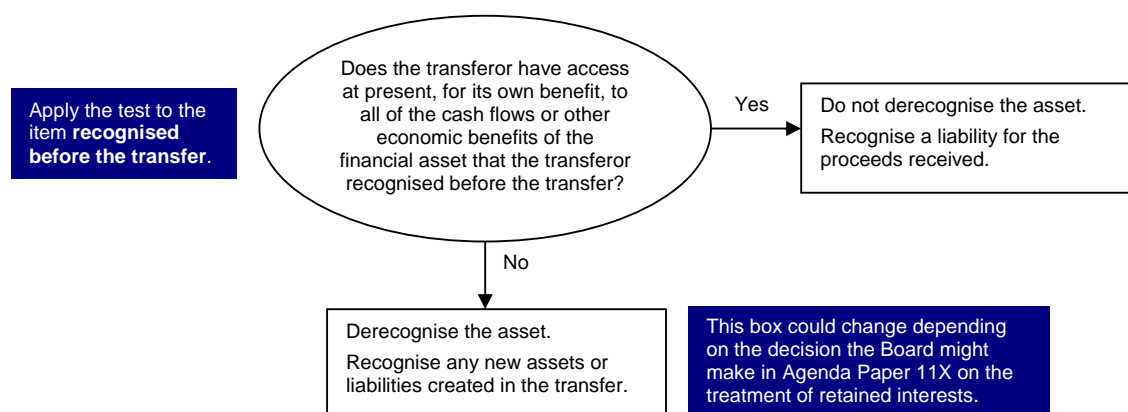 Apply the test to the
item recognised
before the transfer.
Does the transferor have access
at present, for its own benefit, to
all of the cash flows or other
economic benefits of the
financial asset that the transferor
recognised before the transfer?
Yes
Do not derecognise the asset.
Recognise a liability for the
proceeds received.
No
Derecognise the asset.
Recognise any new assets or
liabilities created in the transfer.
This box could change depending
on the decision the Board might
make in Agenda Paper 11X on the
treatment of retained interests.